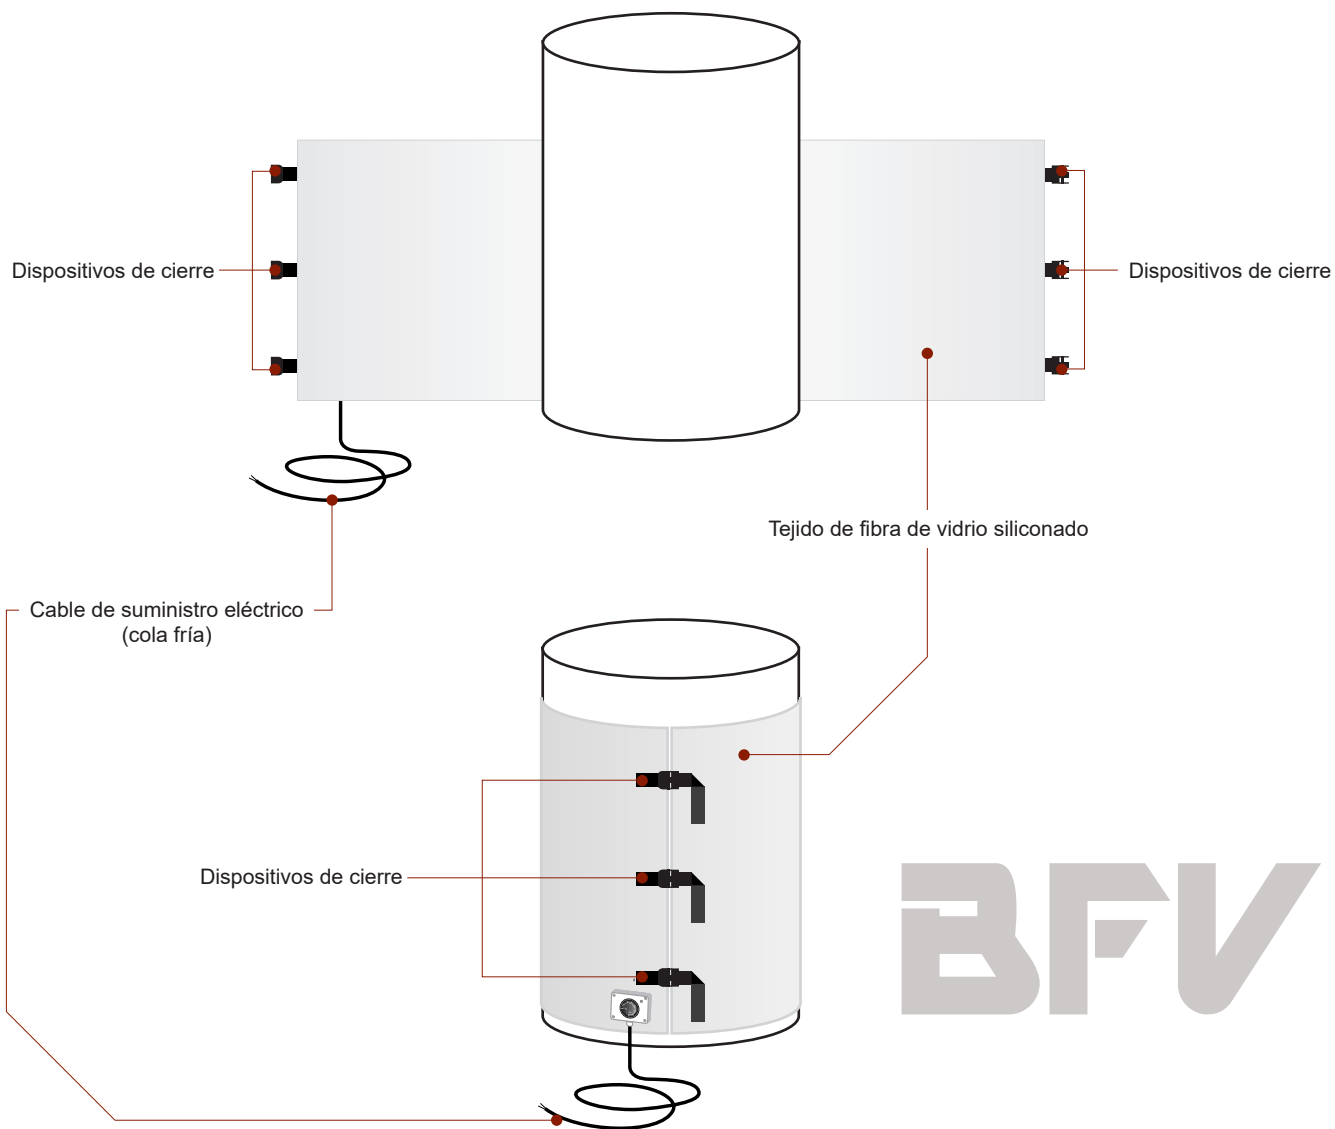 Dispositivos de cierre
Dispositivos de cierre
Tejido de fibra de vidrio siliconado
Cable de suministro eléctrico
(cola fría)
Dispositivos de cierre
BFV